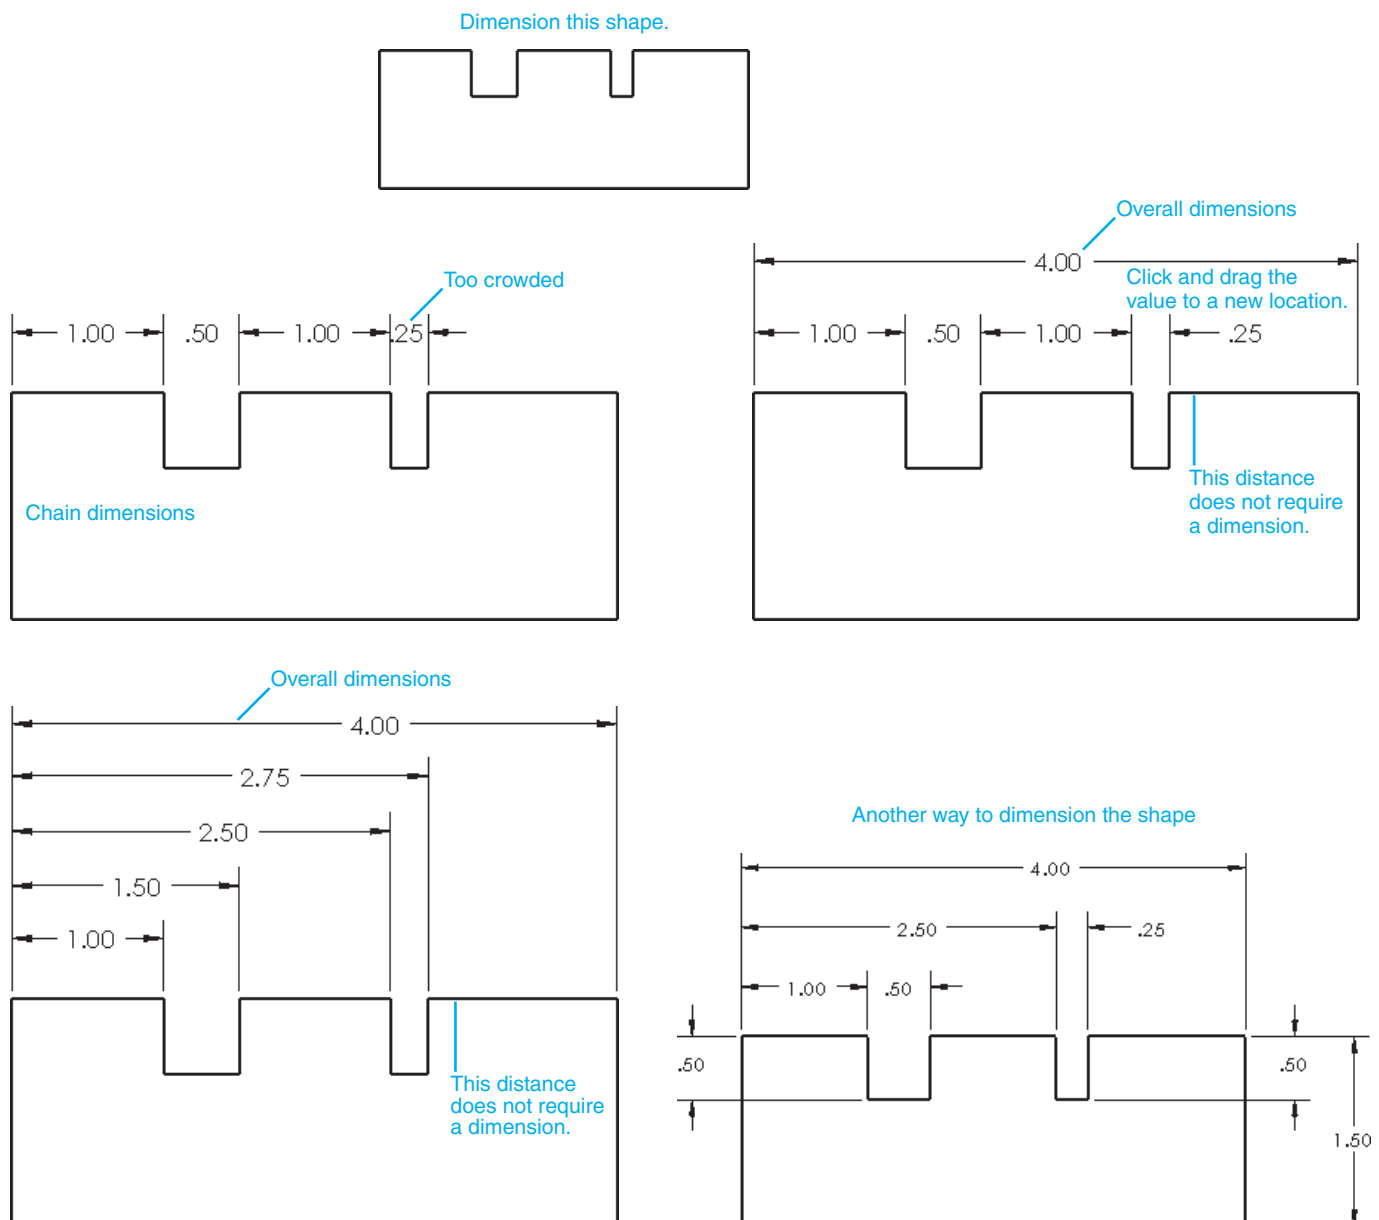 Dimension this shape.
Overall dimensions
4.00
Too crowded
Click and drag the
value to a new location.
1.00 .50 1.00 .25
1.00 .50 1.00 .25
This distance
does not require
a dimension.
Chain dimensions
Overall dimensions
4.00
2.75
2.50
1.50
1.00
This distance
does not require
a dimension.
Another way to dimension the shape
4.00
2.50 .25
1.00 .50
.50 .50
1.50